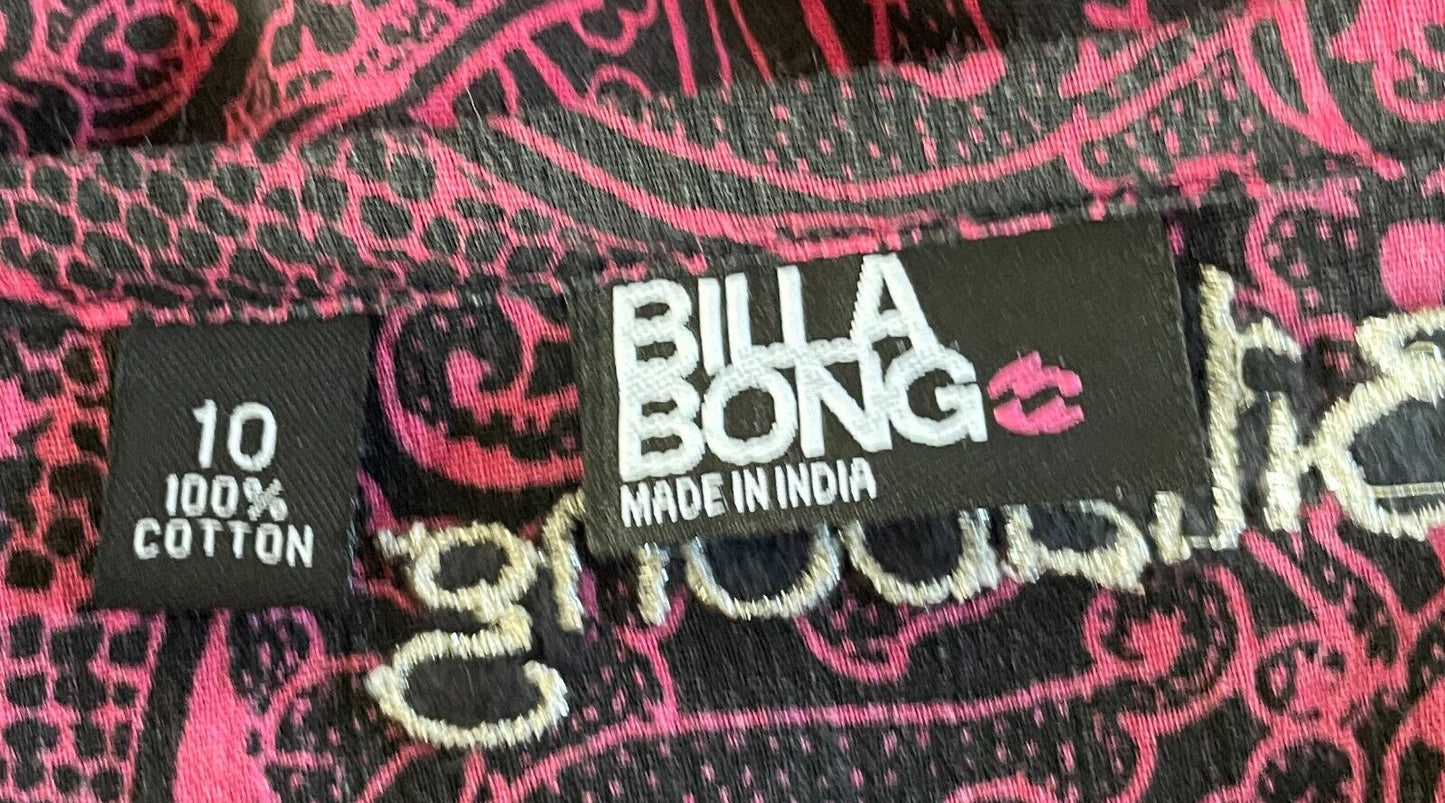 10
100%
COTTON
BILLA
BONG
MADE IN INDIA